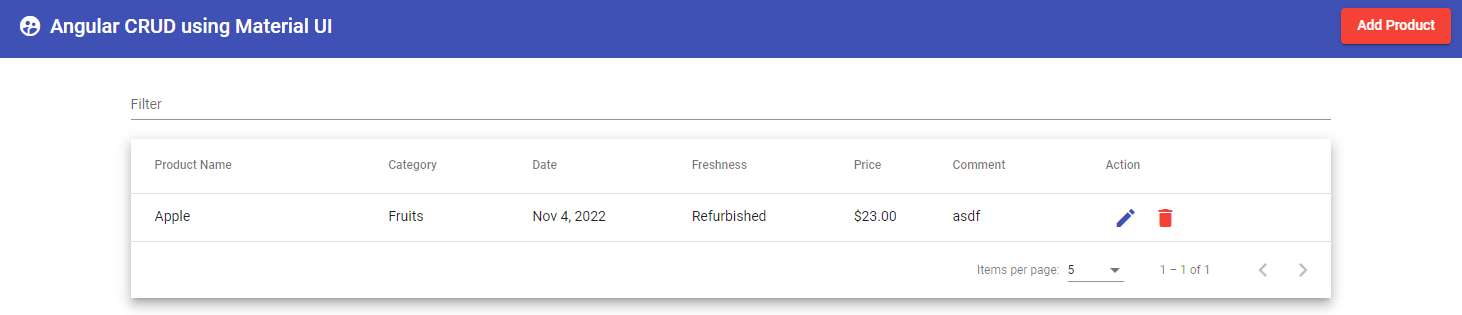 Angular CRUD using Material UI
Add Product
Filter
Product Name Category Date Freshness Price Comment Action
Apple Fruits Nov 4, 2022 Refurbished $23.00 asdf
Items per page: 5 1 – 1 of 1